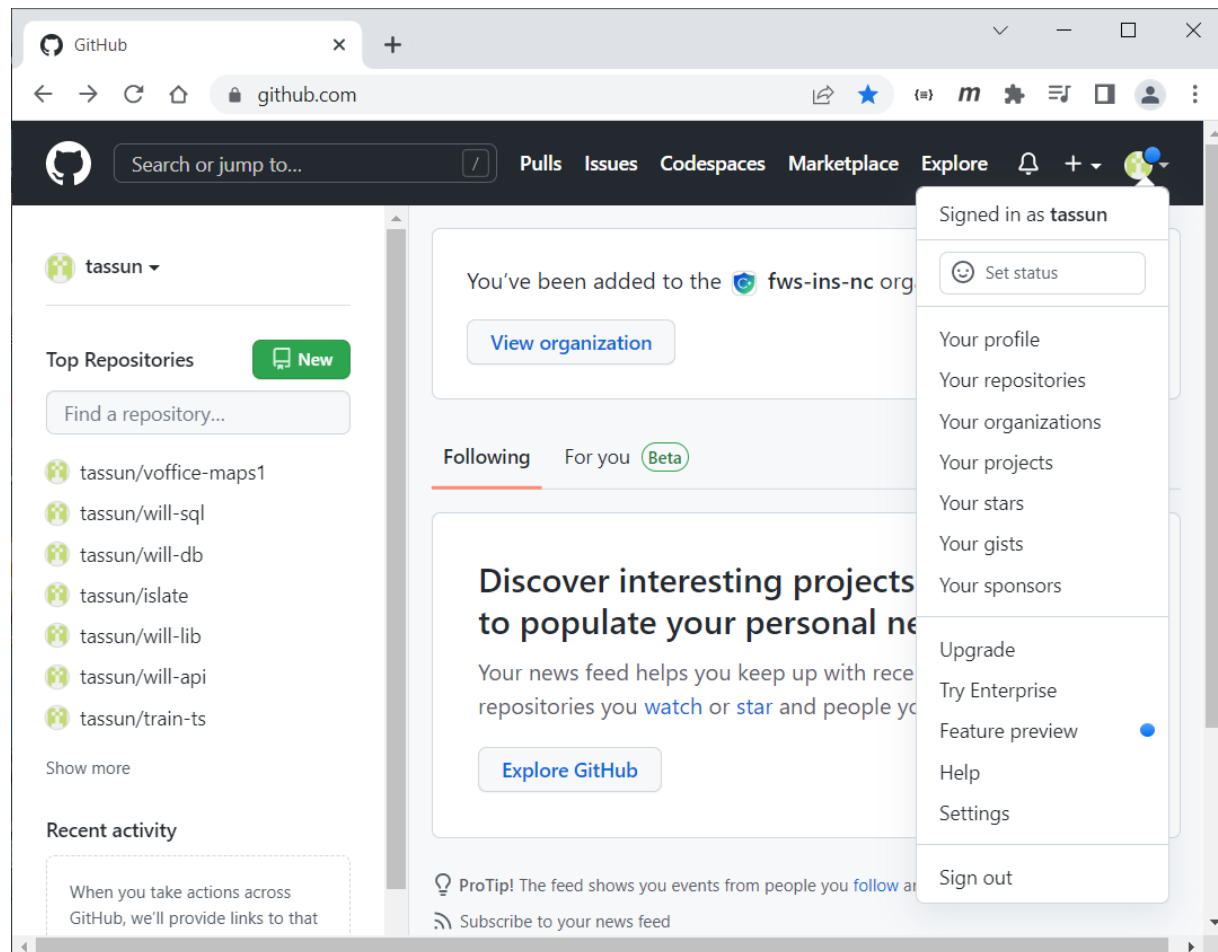 GitHub
github.com
Search or jump to... /
Pulls Issues Codespaces Marketplace Explore
tassun
Top Repositories
New
Find a repository...
tassun/voffice-maps1
tassun/will-sql
tassun/will-db
tassun/islate
tassun/will-lib
tassun/will-api
tassun/train-ts
Show more
Recent activity
When you take actions across
GitHub, we'll provide links to that
You've been added to the fws-ins-nc org
View organization
Following For you Beta
Discover interesting projects
to populate your personal ne
Your news feed helps you keep up with rece
repositories you watch or star and people yo
Explore GitHub
ProTip! The feed shows you events from people you follow ar
Subscribe to your news feed
Signed in as tassun
Set status
Your profile
Your repositories
Your organizations
Your projects
Your stars
Your gists
Your sponsors
Upgrade
Try Enterprise
Feature preview
Help
Settings
Sign out